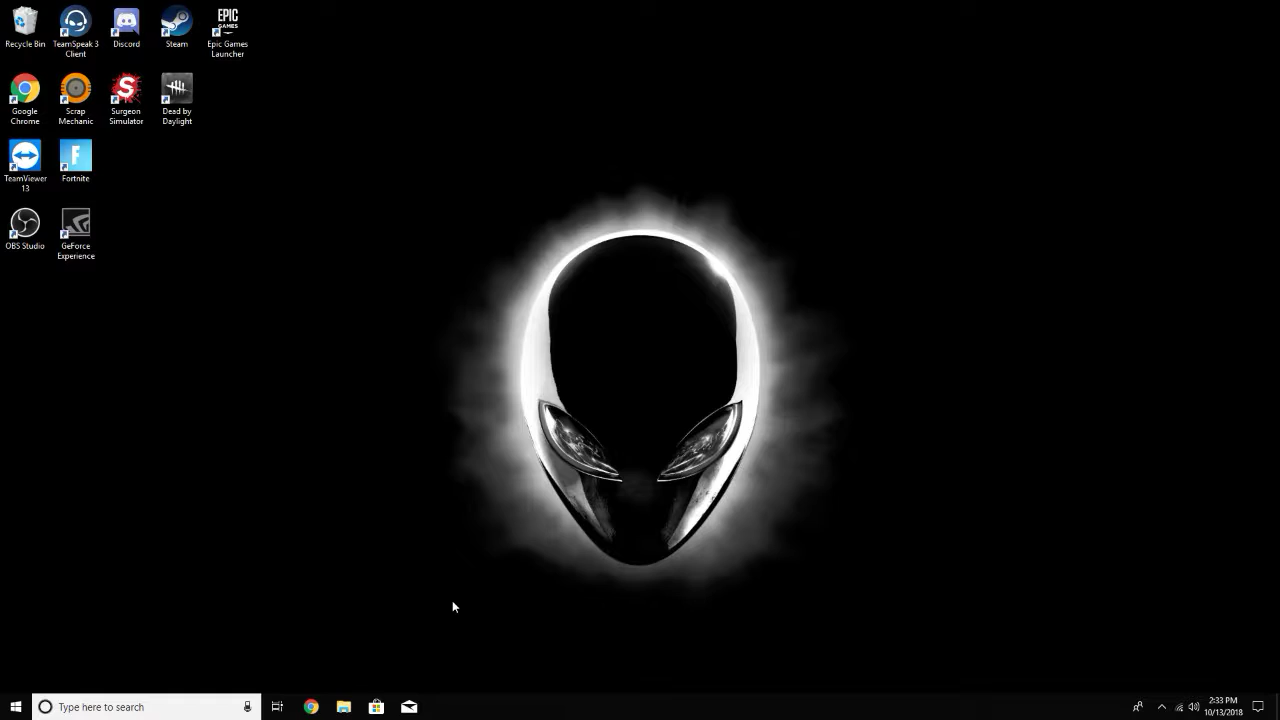 Recycle Bin
TeamSpeak 3
Client
Discord
Steam
EPIC
GAMES
Epic Games
Launcher
Google
Chrome
Scrap
Mechanic
S
Surgeon
Simulator
Dead by
Daylight
TeamViewer
13
F
Fortnite
OBS Studio
GeForce
Experience
Type here to search
2:33 PM
10/13/2018